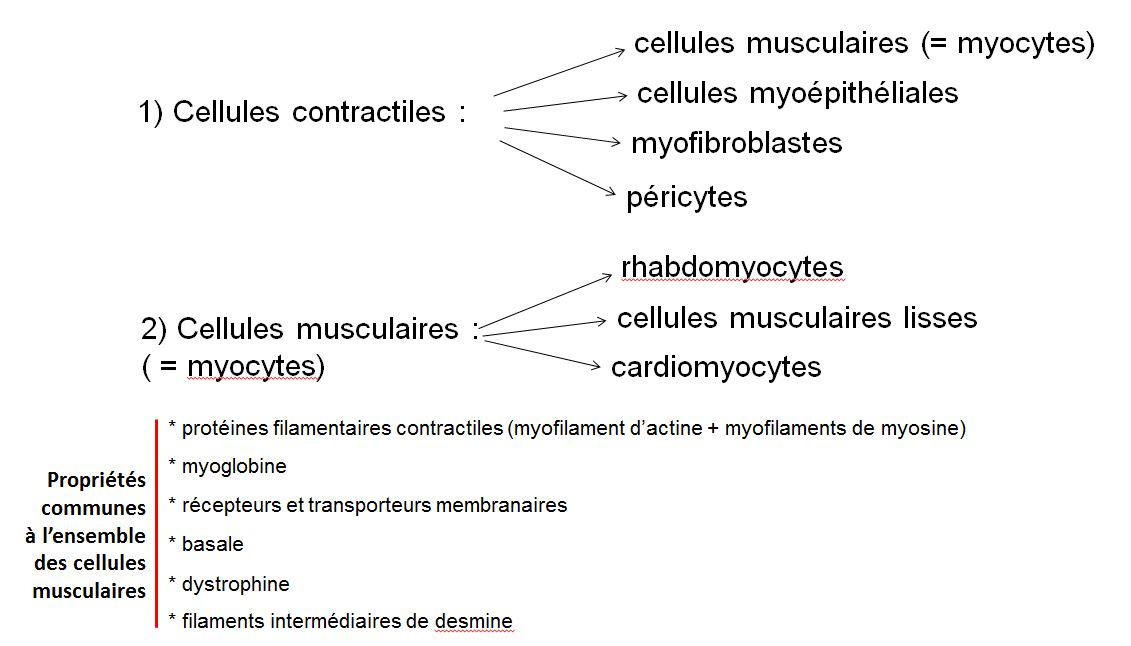 cellules musculaires (= myocytes)
1) Cellules contractiles :
cellules myoépithéliales
myofibroblastes
péricytes
rhabdomyocytes
2) Cellules musculaires :
( = myocytes)
cellules musculaires lisses
cardiomyocytes
Propriétés
communes
à l’ensemble
des cellules
musculaires
* protéines filamentaires contractiles (myofilament d’actine + myofilaments de myosine)
* myoglobine
* récepteurs et transporteurs membranaires
* basale
* dystrophine
* filaments intermédiaires de desmine